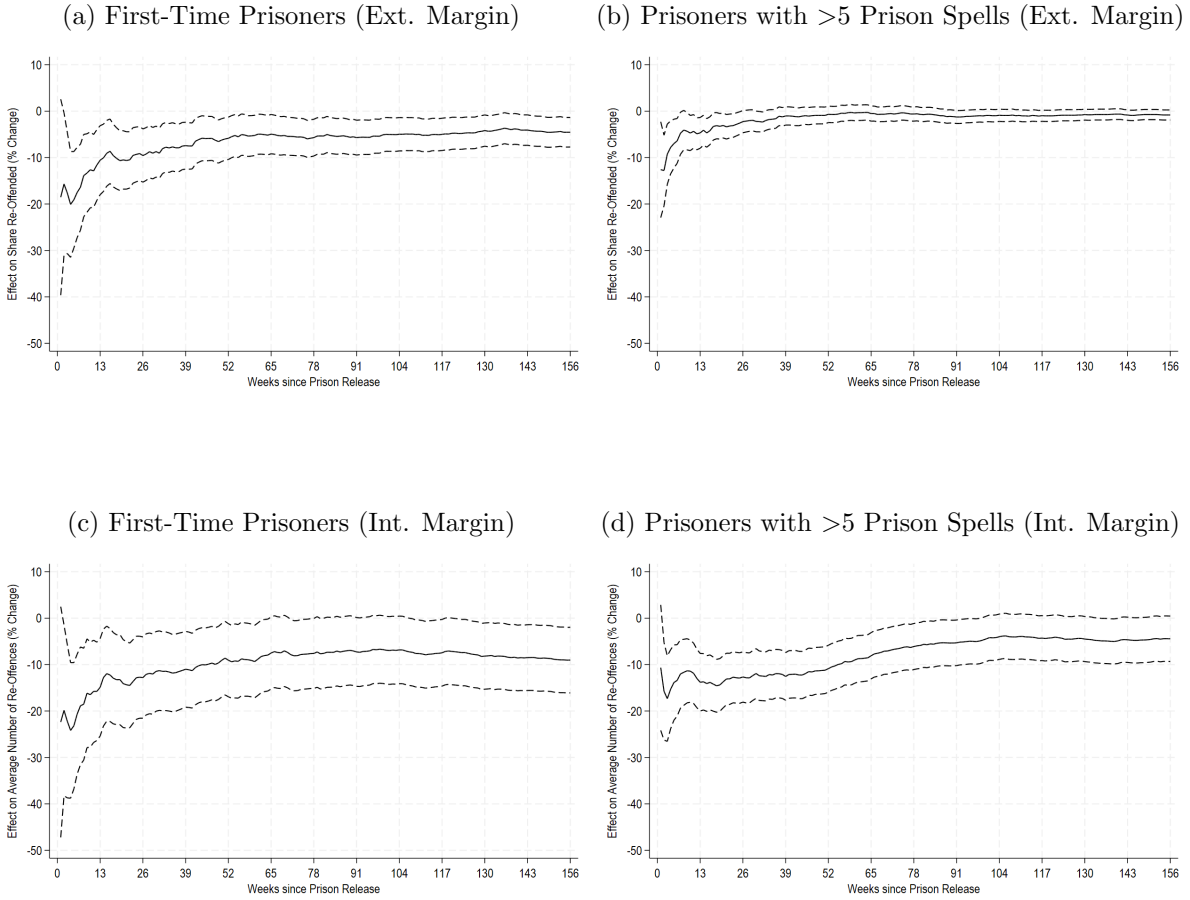 (a) First-Time Prisoners (Ext. Margin)
(b) Prisoners with >5 Prison Spells (Ext. Margin)
Effect on Share Re-Offended (% Change)
10
0
-10
-20
-30
-40
-50
0 13 26 39 52 65 78 91 104 117 130 143 156
Weeks since Prison Release
Effect on Share Re-Offended (% Change)
10
0
-10
-20
-30
-40
-50
0 13 26 39 52 65 78 91 104 117 130 143 156
Weeks since Prison Release
(c) First-Time Prisoners (Int. Margin)
(d) Prisoners with >5 Prison Spells (Int. Margin)
Effect on Average Number of Re-Offences (% Change)
10
0
-10
-20
-30
-40
-50
0 13 26 39 52 65 78 91 104 117 130 143 156
Weeks since Prison Release
Effect on Average Number of Re-Offences (% Change)
10
0
-10
-20
-30
-40
-50
0 13 26 39 52 65 78 91 104 117 130 143 156
Weeks since Prison Release